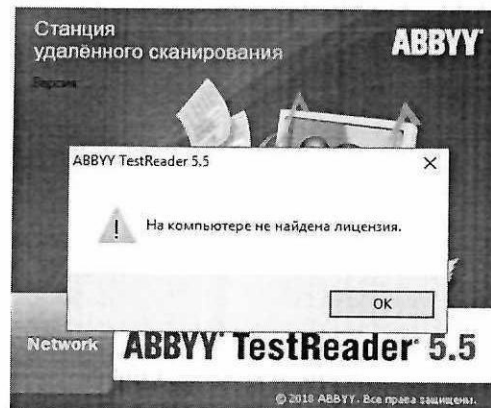 Станция
удалённого сканирования
ABBYY
Версия
ABBYY TestReader 5.5
На компьютере не найдена лицензия.
OK
Network
ABBYY TestReader 5.5
© 2018 ABBYY. Все права защищены.